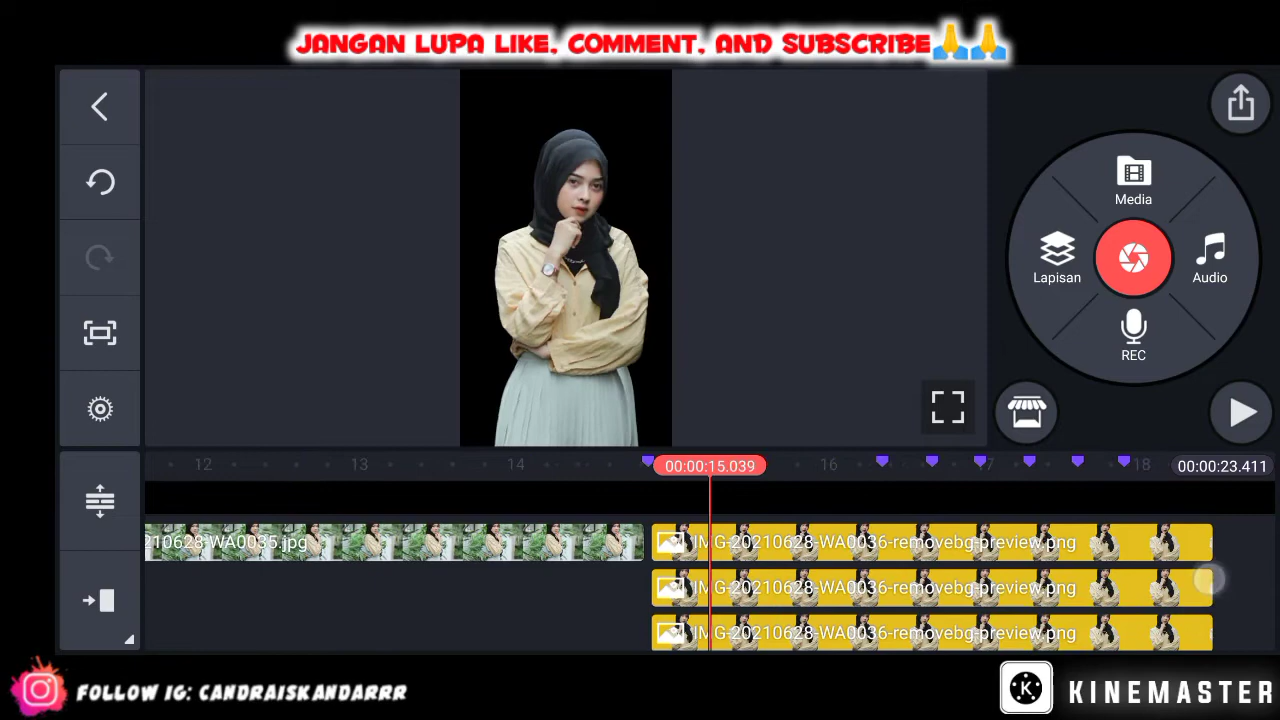 JANGAN LUPA LIKE, COMMENT, AND SUBSCRIBE🙏🙏
Media
Lapisan
Audio
REC
12
13
14
00:00:15.039
16
17
18
00:00:23.411
210628-WA0035.jpg
IMG-20210628-WA0036-removebg-preview.png
IMG-20210628-WA0036-removebg-preview.png
IMG-20210628-WA0036-removebg-preview.png
FOLLOW IG: CANDRAISKANDARRR
K KINEMASTER